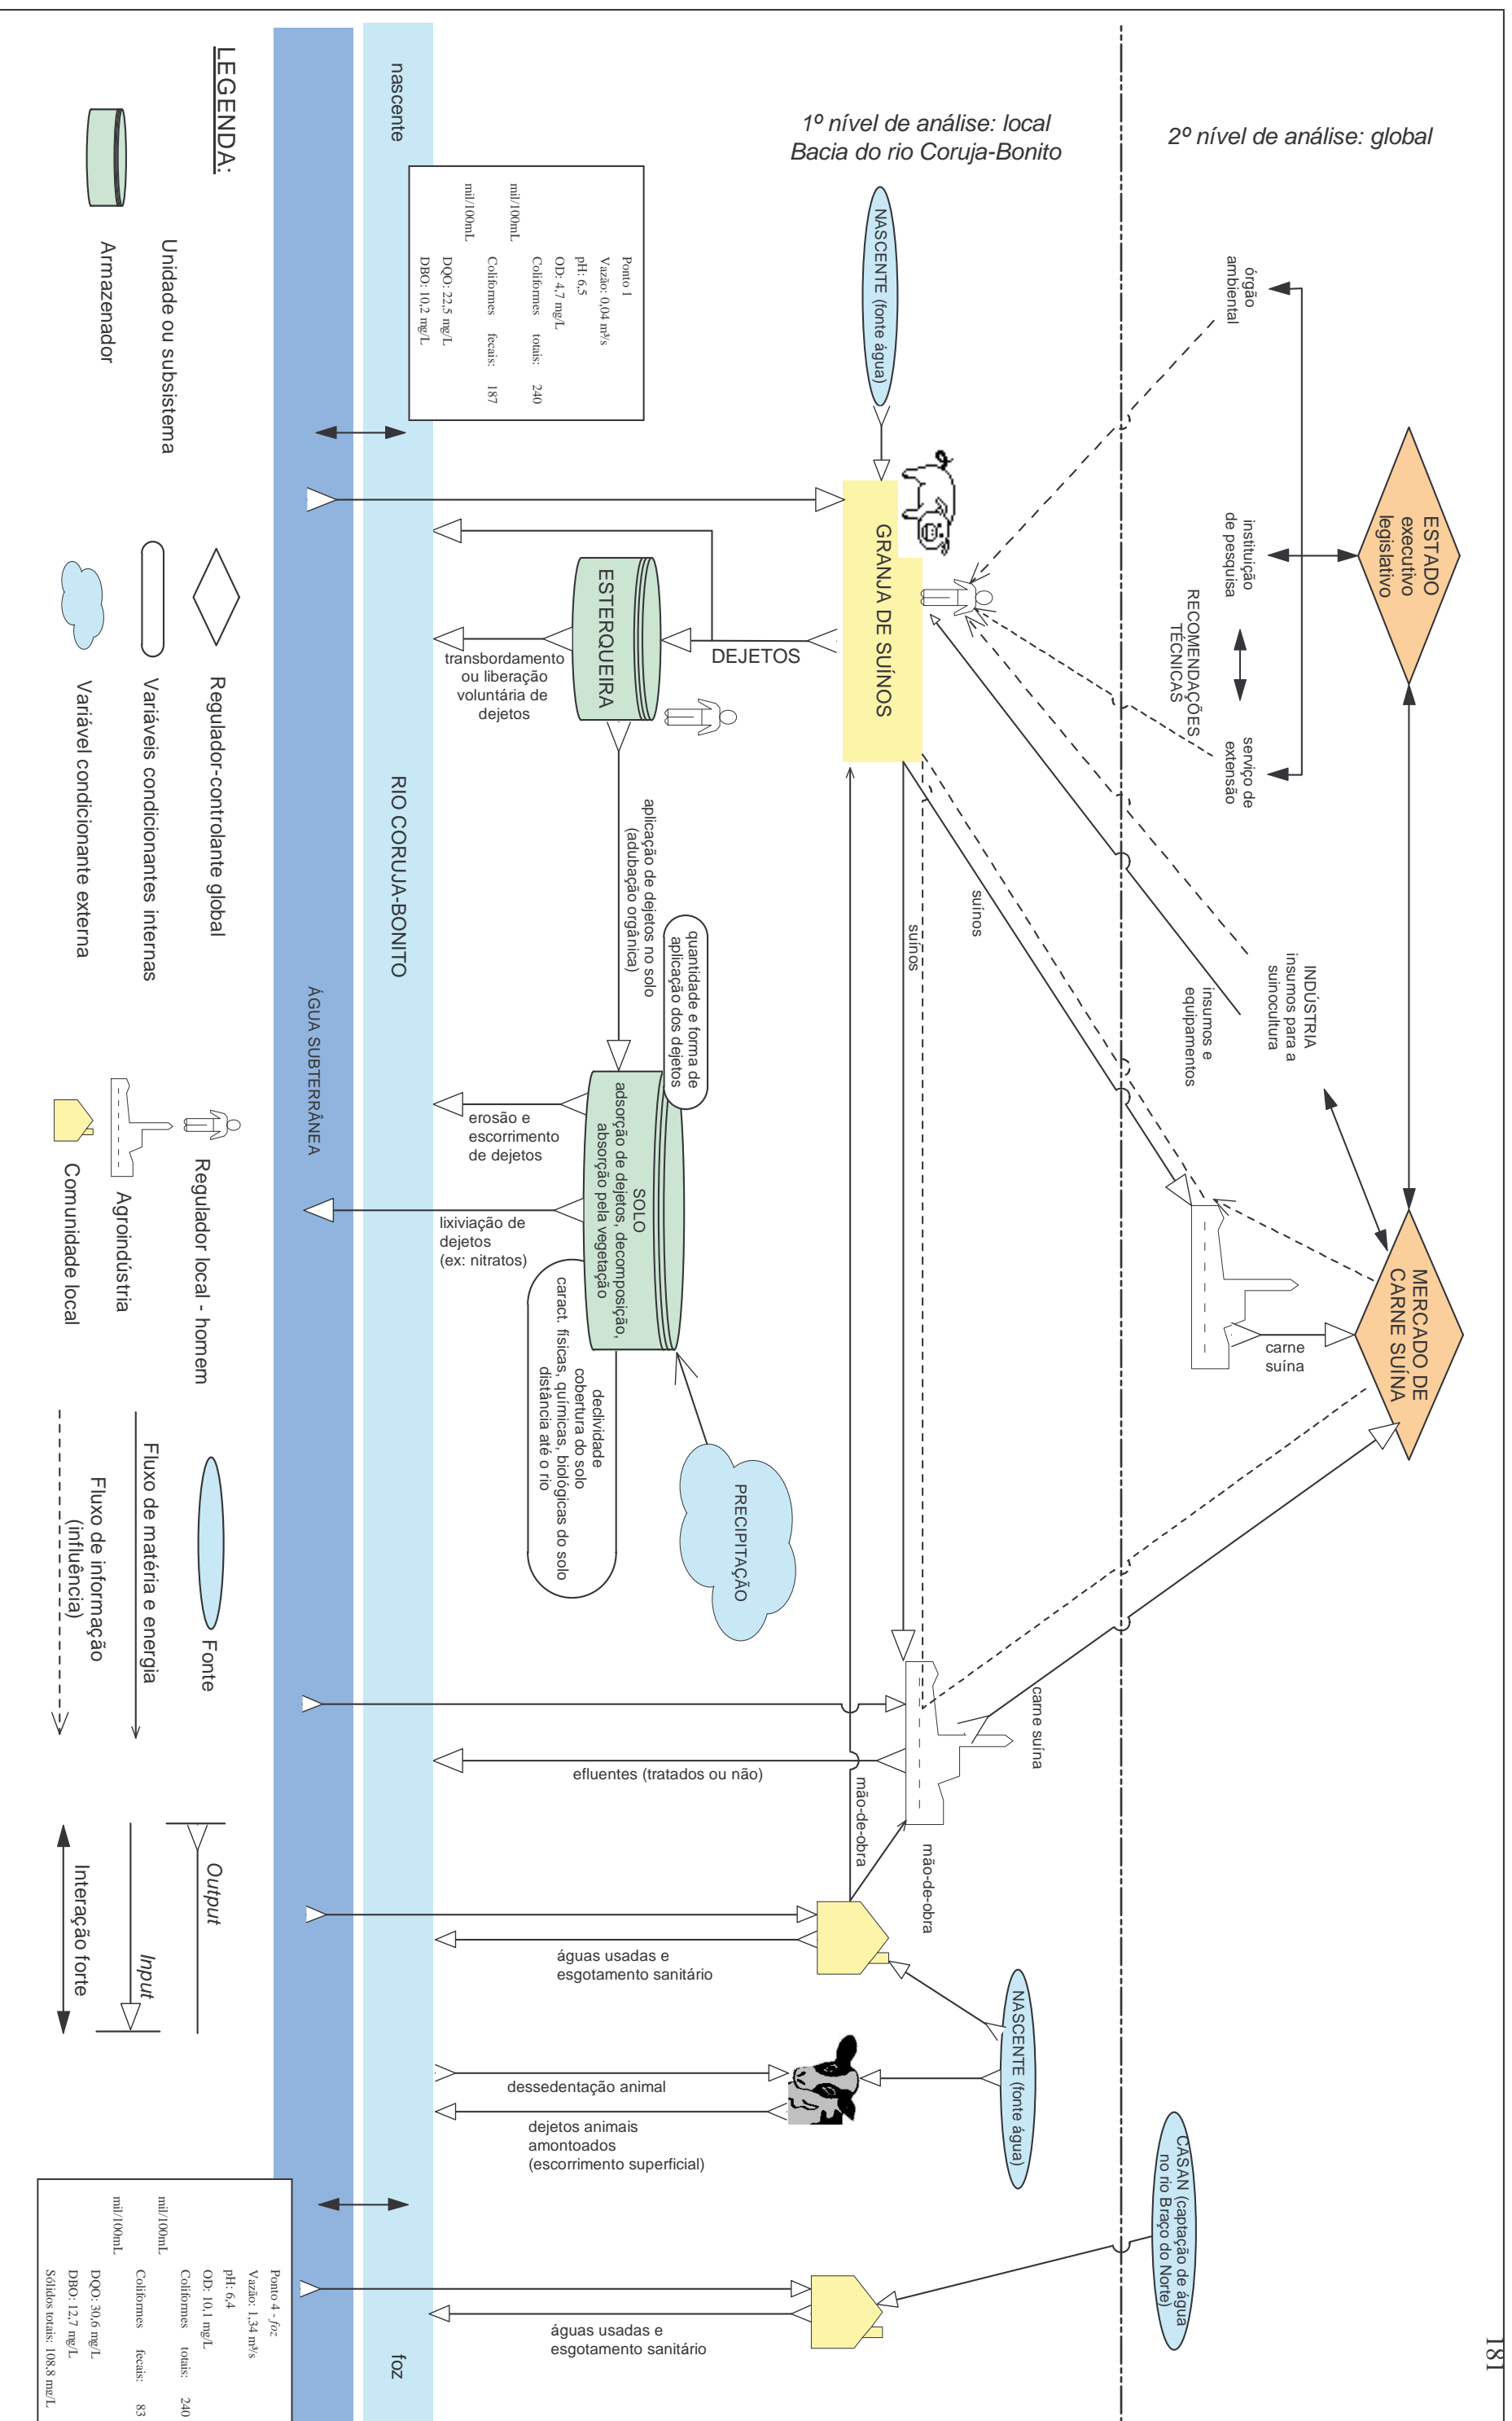 181
2º nível de análise: global
1º nível de análise: local
Bacia do rio Coruja-Bonito
ESTADO
executivo
legislativo
MERCADO DE
CARNE SUÍNA
órgão
ambiental
instituição
de pesquisa
serviço de
extensão
RECOMENDAÇÕES
TÉCNICAS
INDÚSTRIA
insumos para a
suinocultura
insumos e
equipamentos
carne
suína
CASAN (captação de água
no rio Braço do Norte)
suínos
suínos
carne suína
mão-de-obra
mão-de-obra
NASCENTE (fonte água)
NASCENTE (fonte água)
GRANJA DE SUÍNOS
DEJETOS
ESTERQUEIRA
transbordamento
ou liberação
voluntária de
dejetos
aplicação de dejetos no solo
(adubação orgânica)
quantidade e forma de
aplicação dos dejetos
SOLO
adsorção de dejetos, decomposição,
absorção pela vegetação
erosão e
escorrimento
de dejetos
lixiviação de
dejetos
(ex: nitratos)
declividade
cobertura do solo
caract. físicas, químicas, biológicas do solo
distância até o rio
PRECIPITAÇÃO
efluentes (tratados ou não)
águas usadas e
esgotamento sanitário
dessedentação animal
dejetos animais
amontoados
(escorrimento superficial)
águas usadas e
esgotamento sanitário
Ponto 1
Vazão: 0,04 m³/s
pH: 6,5
OD: 4,7 mg/L
Coliformes totais: 240
mil/100mL
Coliformes fecais: 187
mil/100mL
DQO: 22,5 mg/L
DBO: 10,2 mg/L
nascente
RIO CORUJA-BONITO
foz
ÁGUA SUBTERRÂNEA
Ponto 4 - foz
Vazão: 1,34 m³/s
pH: 6,4
OD: 10,1 mg/L
Coliformes totais: 240
mil/100mL
Coliformes fecais: 83
mil/100mL
DQO: 30,6 mg/L
DBO: 12,7 mg/L
Sólidos totais: 108,8 mg/L
LEGENDA:
Unidade ou subsistema
Armazenador
Regulador-controlante global
Variáveis condicionantes internas
Variável condicionante externa
Regulador local - homem
Agroindústria
Comunidade local
Fonte
Fluxo de matéria e energia
Fluxo de informação
(influência)
Output
Input
Interação forte